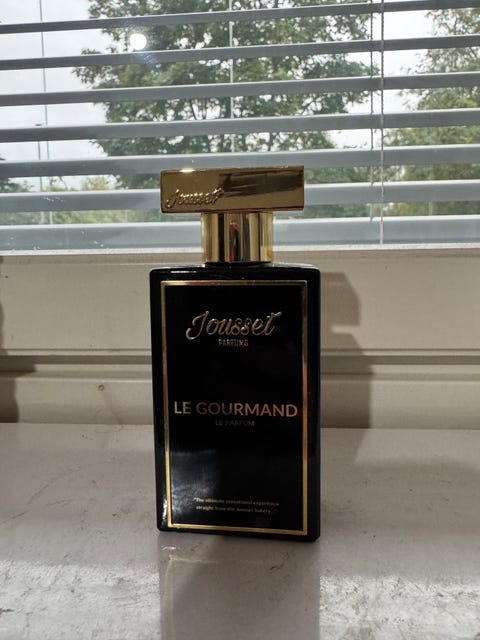 Jousset
Jousset
PARFUMS
LE GOURMAND
LE PARFUM
"The ultimate sensational experience
straight from the Jousset bakery.."